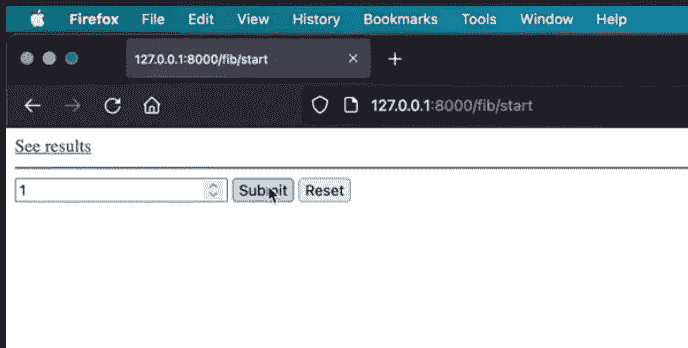 Firefox File Edit View History Bookmarks Tools Window Help
127.0.0.1:8000/fib/start
127.0.0.1:8000/fib/start
See results
1 Submit Reset